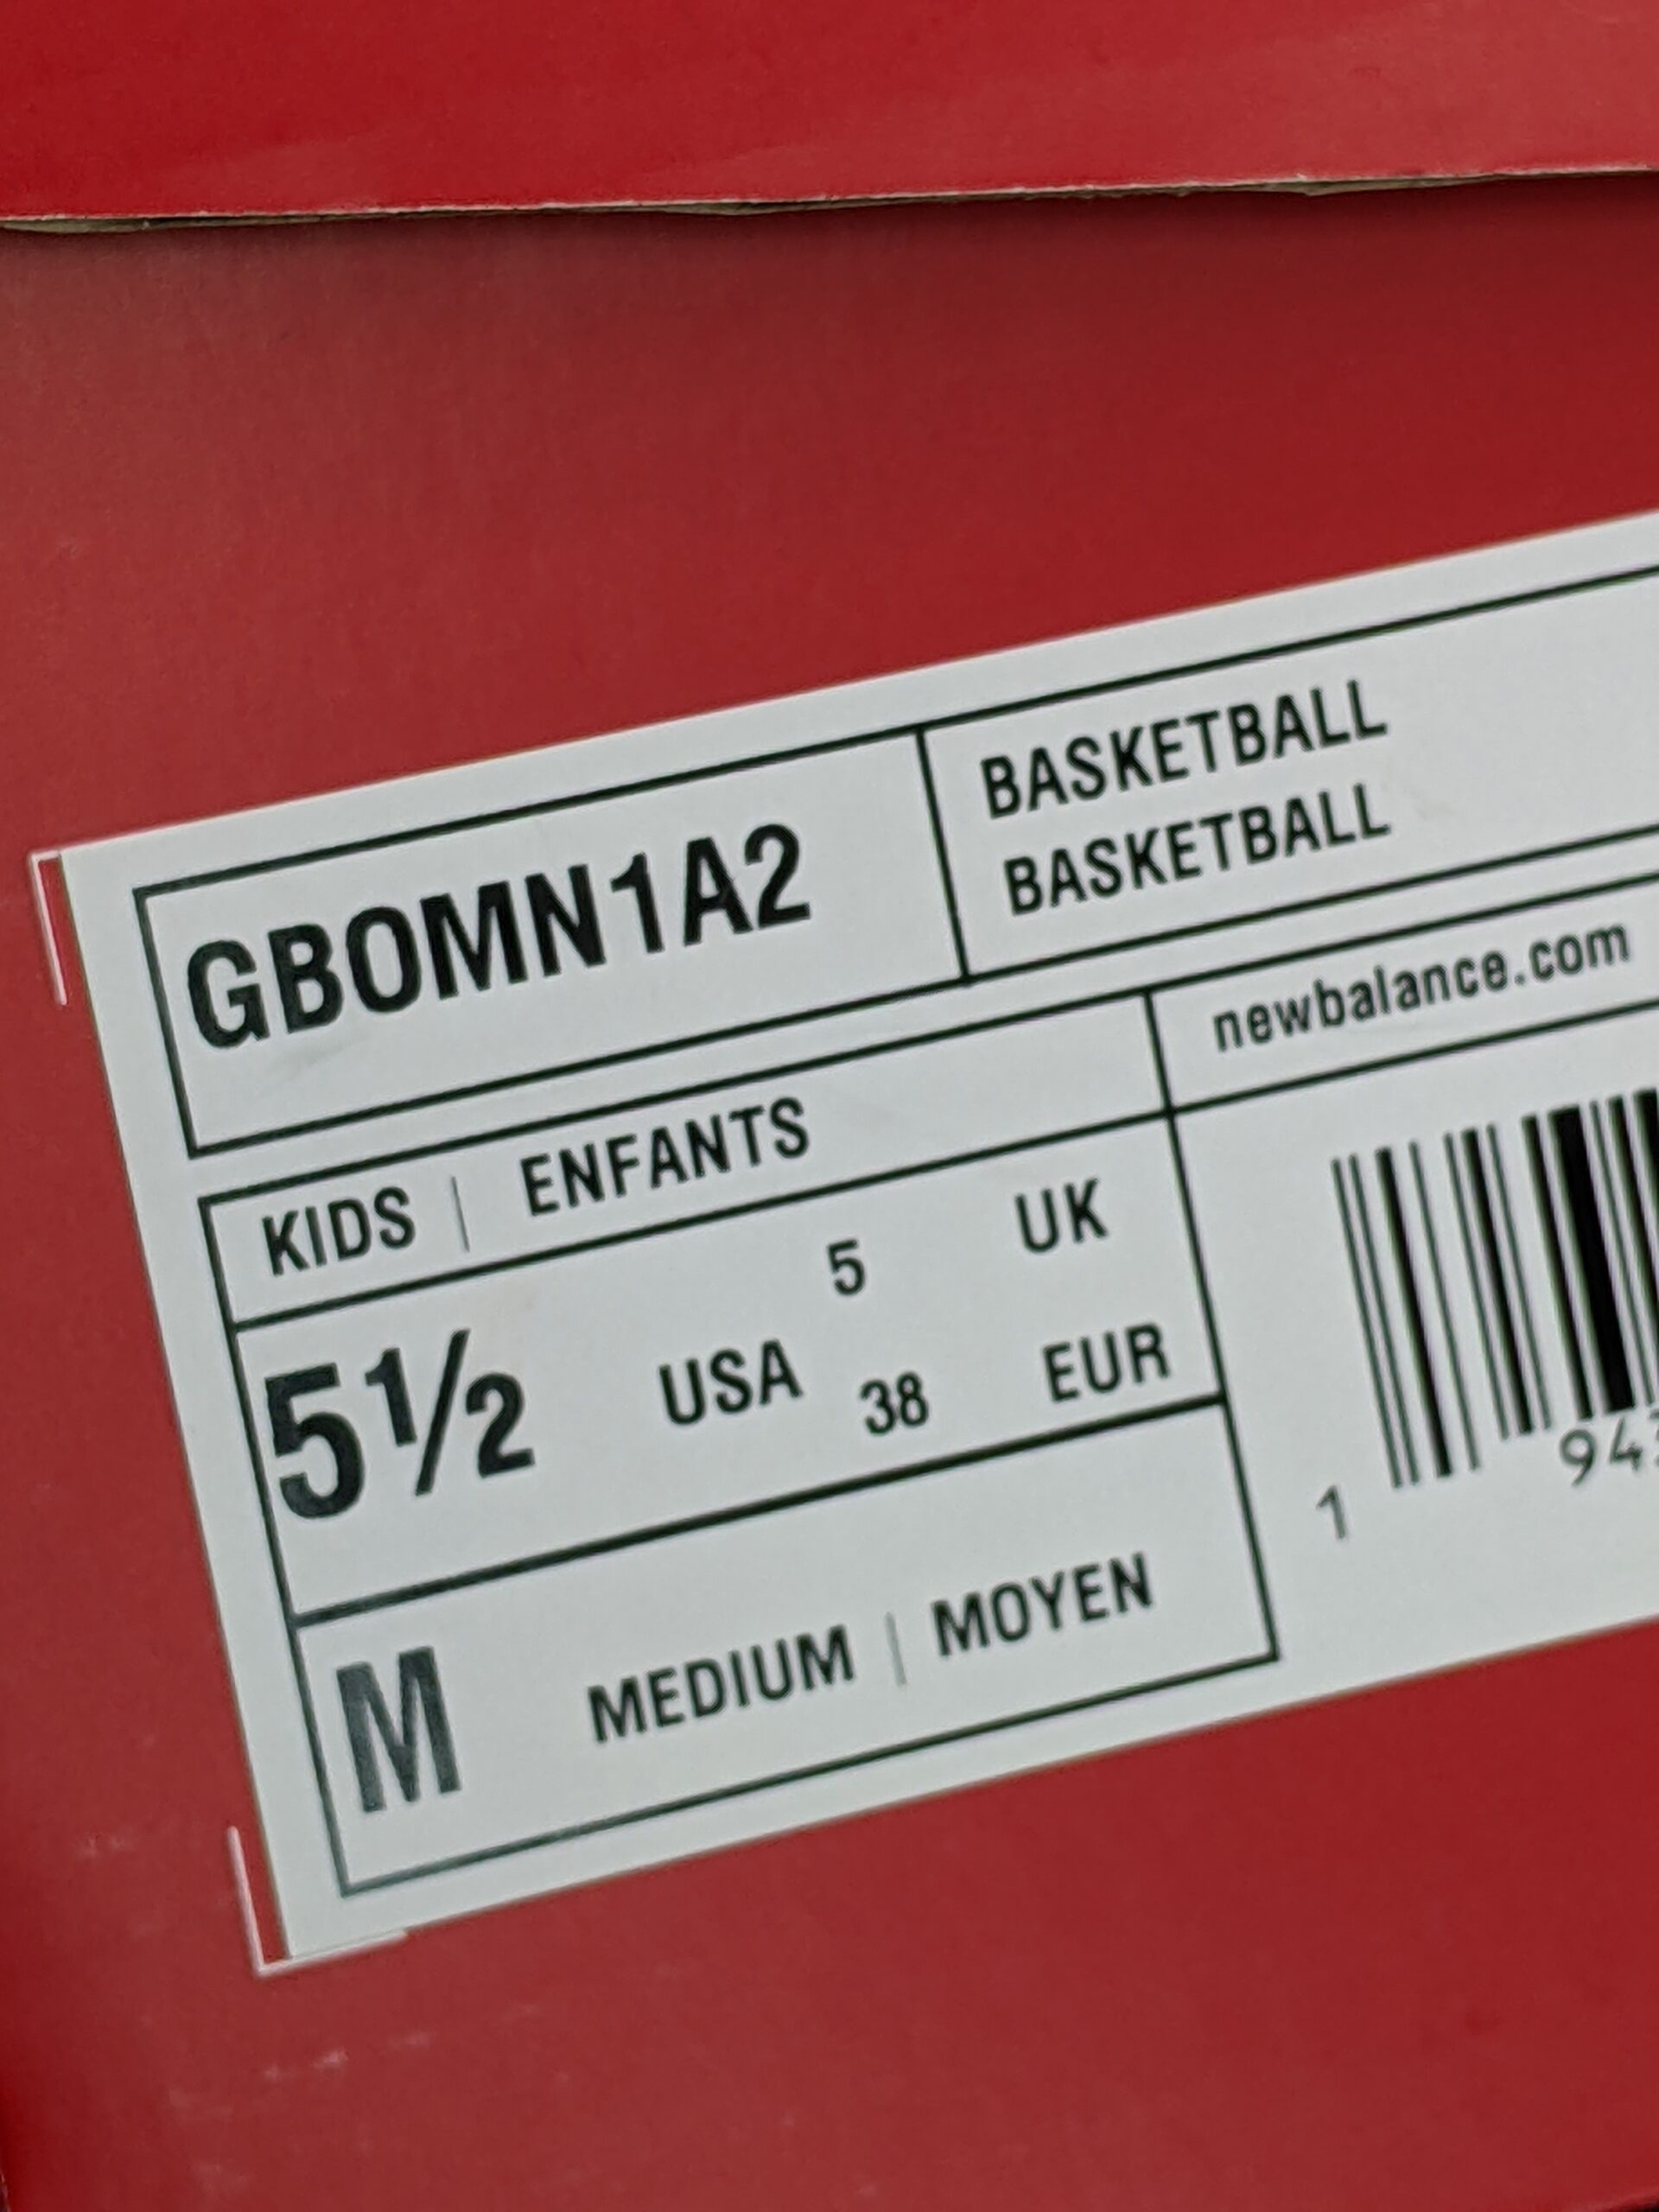 GBOMN1A2
BASKETBALL
BASKETBALL
KIDS | ENFANTS
newbalance.com
5½ USA
5 UK
38 EUR
M MEDIUM | MOYEN
1 94